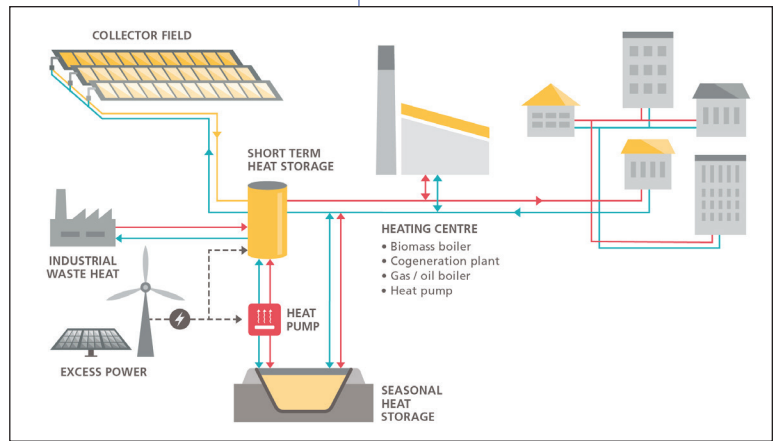 COLLECTOR FIELD
SHORT TERM
HEAT STORAGE
INDUSTRIAL
WASTE HEAT
HEATING CENTRE
• Biomass boiler
• Cogeneration plant
• Gas / oil boiler
• Heat pump
HEAT
PUMP
EXCESS POWER
SEASONAL
HEAT
STORAGE